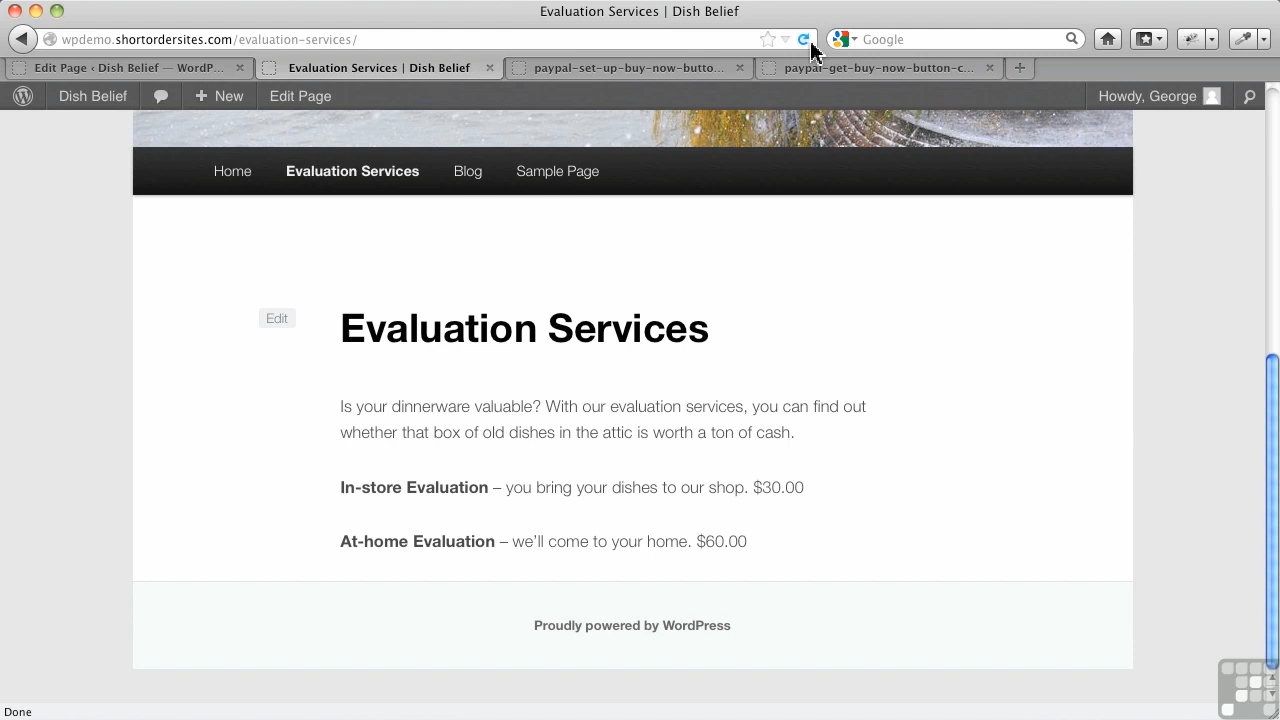 Evaluation Services | Dish Belief
wpdemo.shortordersites.com/evaluation-services/
Google
Edit Page ‹ Dish Belief — WordP...
Evaluation Services | Dish Belief
paypal-set-up-buy-now-butto...
paypal-get-buy-now-button-c...
Dish Belief
New
Edit Page
Howdy, George
Home
Evaluation Services
Blog
Sample Page
Edit
Evaluation Services
Is your dinnerware valuable? With our evaluation services, you can find out
whether that box of old dishes in the attic is worth a ton of cash.
In-store Evaluation – you bring your dishes to our shop. $30.00
At-home Evaluation – we'll come to your home. $60.00
Proudly powered by WordPress
Done